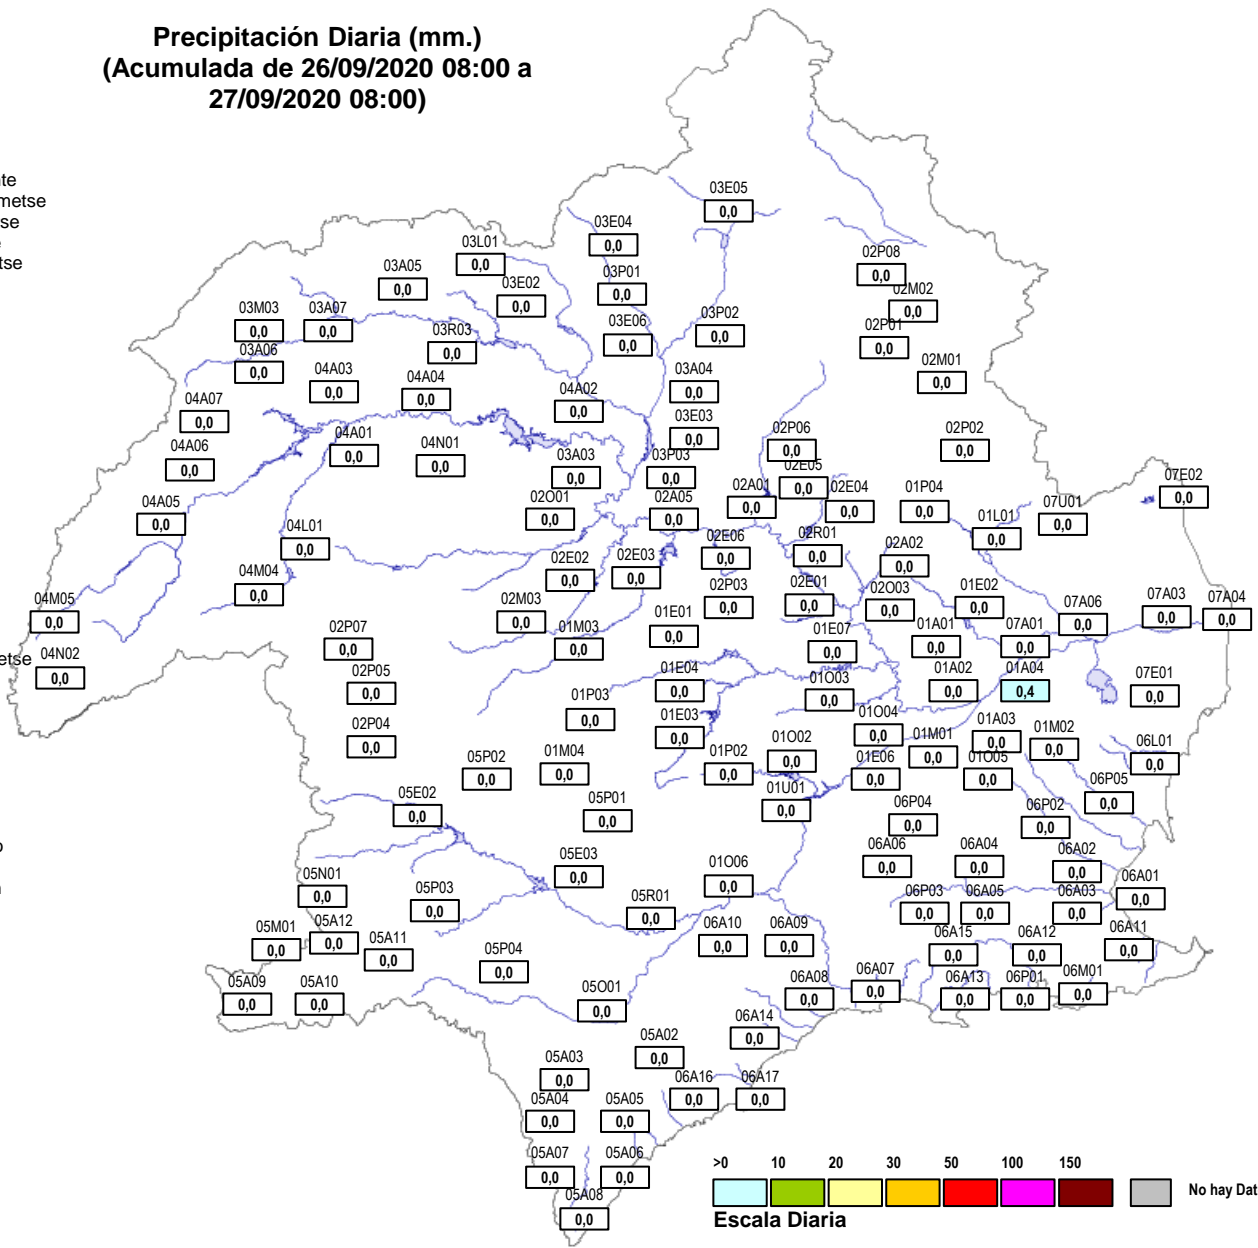 Precipitación Diaria (mm.)
(Acumulada de 26/09/2020 08:00 a
27/09/2020 08:00)
te
metse
se
tse
etse
03E05
0,0
03E04
0,0
03L01
0,0
02P08
0,0
03A05
0,0
03P01
0,0
03E02
0,0
02M02
0,0
03M03
0,0
03A07
0,0
03P02
0,0
03E06
0,0
03R03
0,0
02P01
0,0
03A06
0,0
02M01
0,0
04A03
0,0
04A04
0,0
03A04
0,0
04A02
0,0
04A07
0,0
03E03
0,0
02P06
0,0
02P02
0,0
04A01
0,0
04N01
0,0
04A06
0,0
03A03
0,0
03P03
0,0
02E05
0,0
07E02
0,0
02A01
0,0
02E04
0,0
01P04
0,0
02O01
0,0
02A05
0,0
04A05
0,0
07U01
0,0
01L01
0,0
04L01
0,0
02E06
0,0
02R01
0,0
02A02
0,0
02E02
0,0
02E03
0,0
04M04
0,0
02P03
0,0
02E01
0,0
02O03
0,0
01E02
0,0
07A03
0,0
07A04
0,0
04M05
0,0
02M03
0,0
07A06
0,0
01E01
0,0
02P07
0,0
01M03
0,0
01E07
0,0
01A01
0,0
07A01
0,0
04N02
0,0
02P05
0,0
01E04
0,0
01O03
0,0
01A02
0,0
01A04
0,4
07E01
0,0
01P03
0,0
02P04
0,0
01E03
0,0
01O04
0,0
01A03
0,0
01M02
0,0
05P02
0,0
01M04
0,0
01P02
0,0
01O02
0,0
01M01
0,0
01E06
0,0
01O05
0,0
06L01
0,0
05E02
0,0
05P01
0,0
01U01
0,0
06P05
0,0
06P04
0,0
06P02
0,0
05E03
0,0
06A06
0,0
06A04
0,0
06A02
0,0
05N01
0,0
01O06
0,0
06A01
0,0
05P03
0,0
05R01
0,0
06P03
0,0
06A05
0,0
06A03
0,0
05M01
0,0
05A12
0,0
05A11
0,0
06A10
0,0
06A09
0,0
06A15
0,0
06A12
0,0
06A11
0,0
05P04
0,0
05A09
0,0
05A10
0,0
05O01
0,0
06A08
0,0
06A07
0,0
06A13
0,0
06P01
0,0
06M01
0,0
06A14
0,0
05A02
0,0
05A03
0,0
06A16
0,0
06A17
0,0
05A04
0,0
05A05
0,0
05A07
0,0
05A06
0,0
05A08
0,0
>0 10 20 30 50 100 150
No hay Dat
Escala Diaria